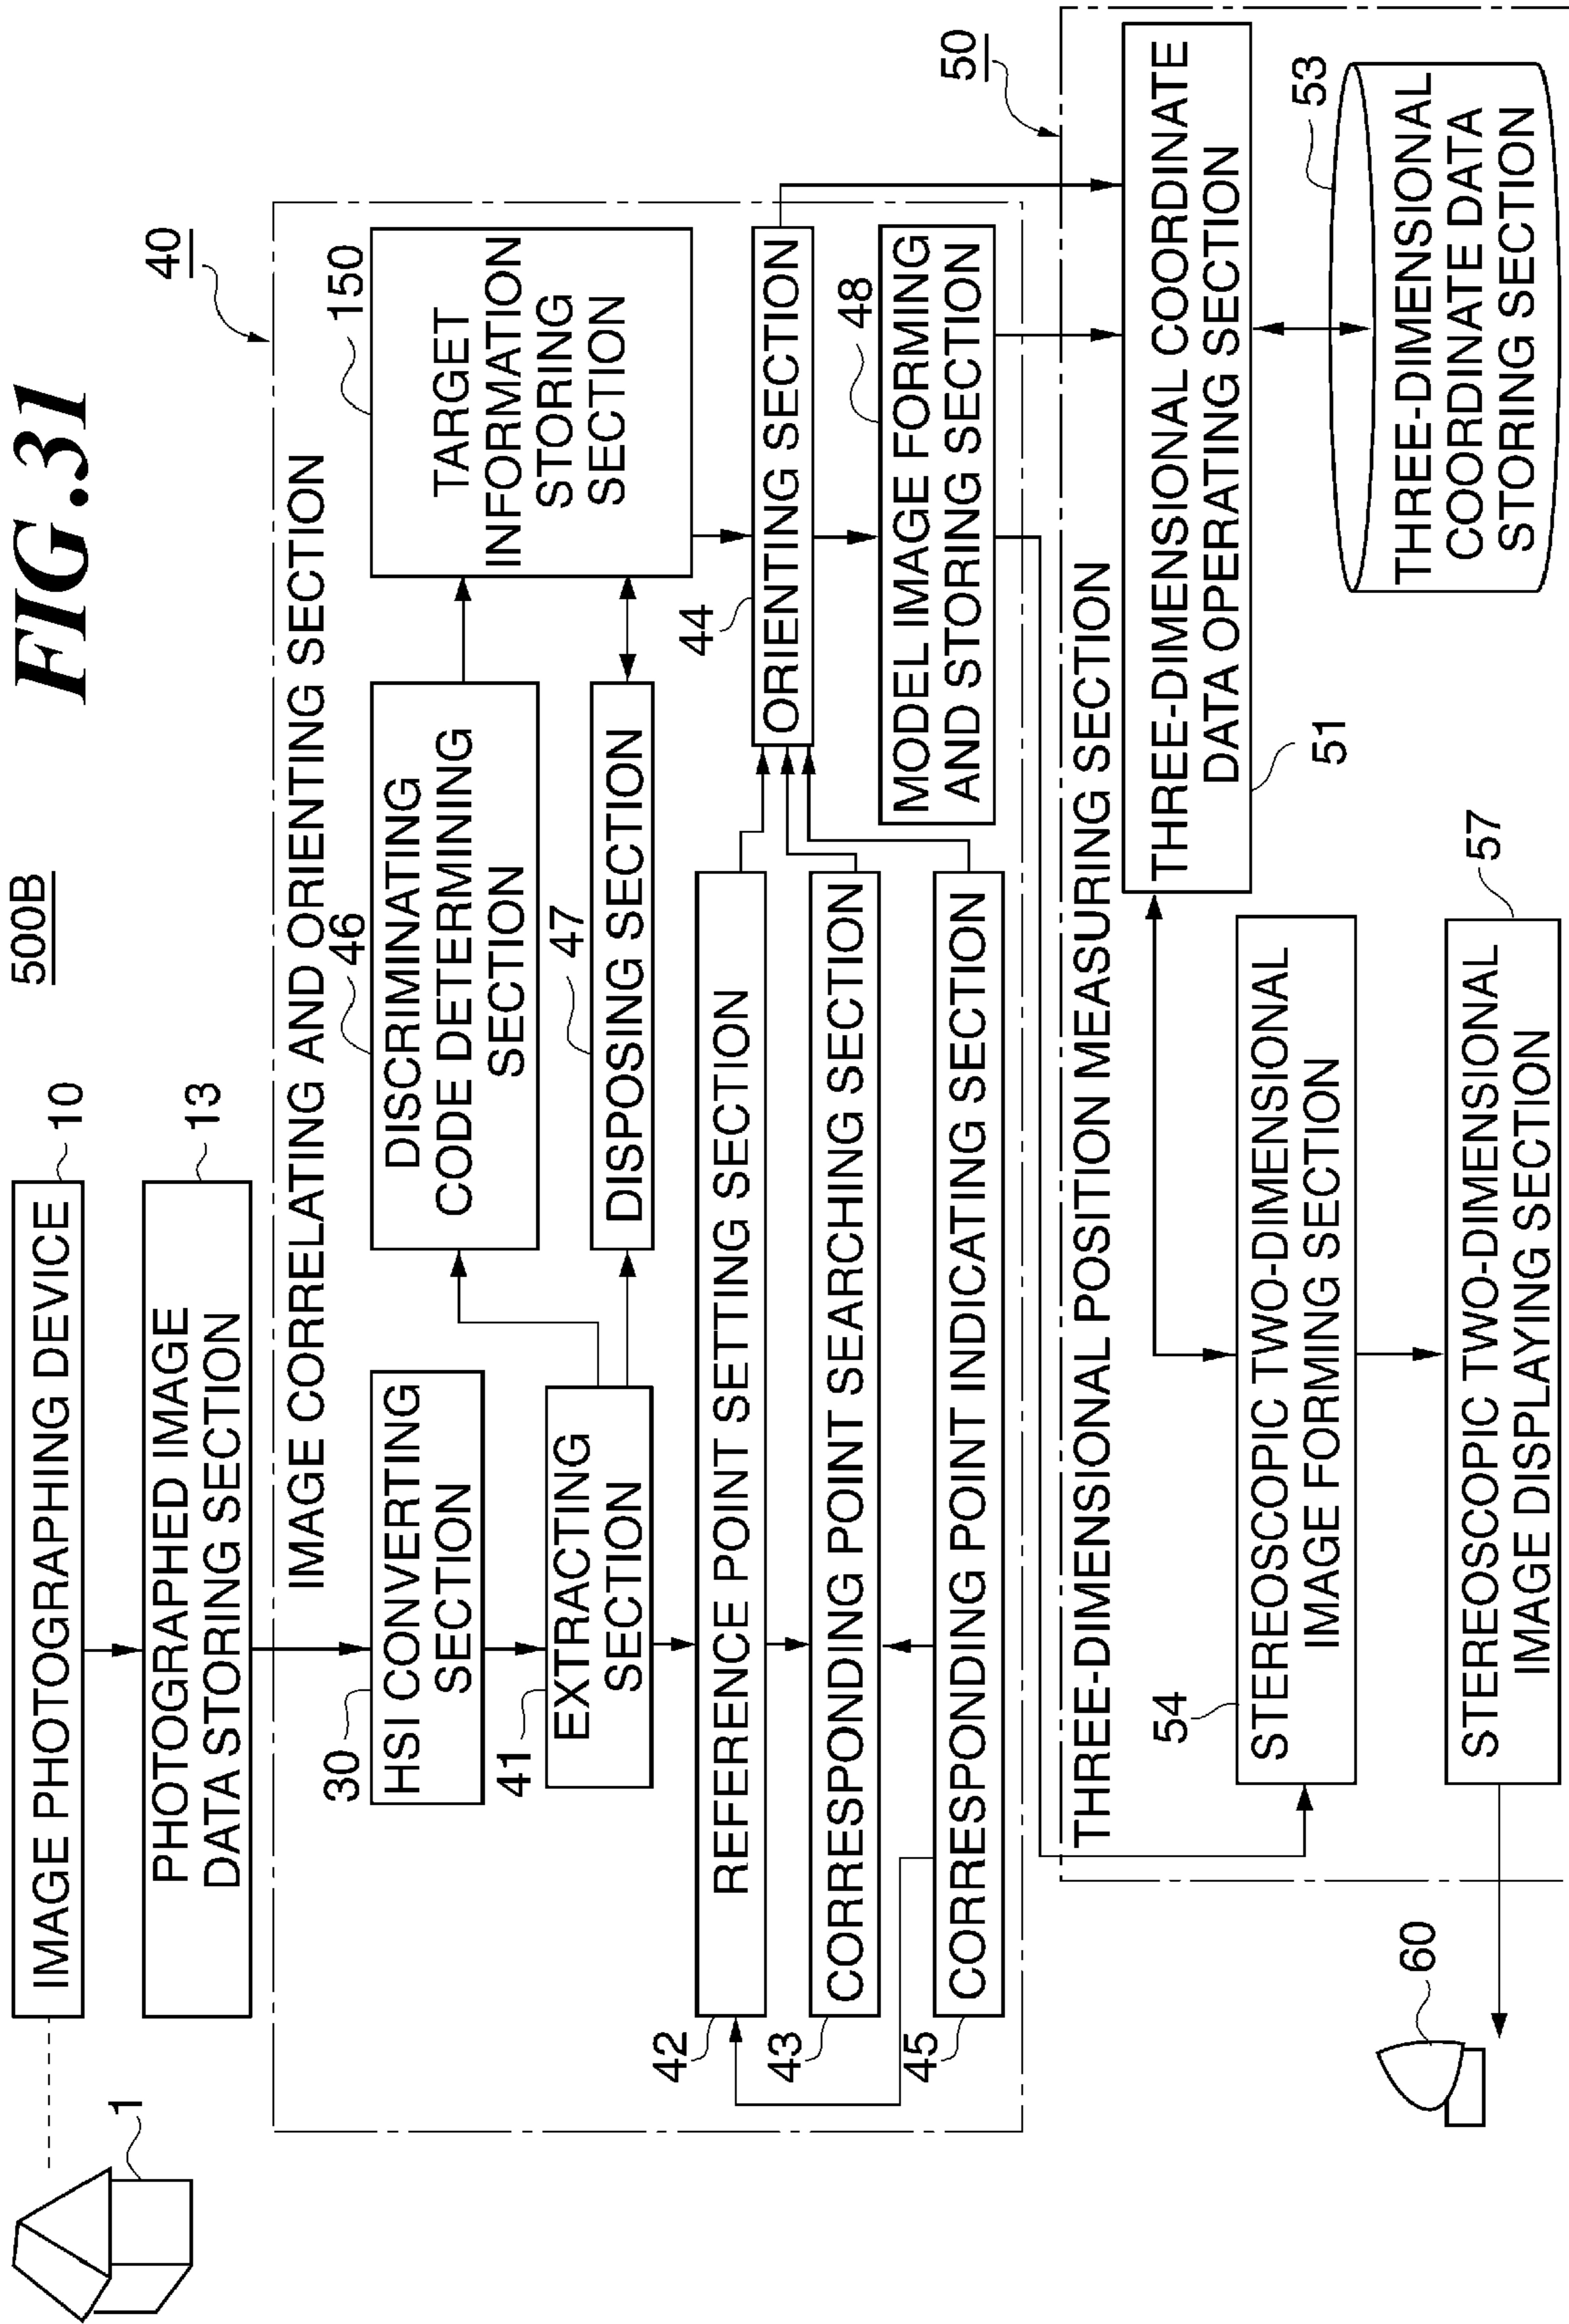 FIG.31
500B
1
IMAGE PHOTOGRAPHING DEVICE
10
PHOTOGRAPHED IMAGE
DATA STORING SECTION
13
40
IMAGE CORRELATING AND ORIENTING SECTION
30
HSI CONVERTING
SECTION
46
DISCRIMINATING
CODE DETERMINING
SECTION
150
TARGET
INFORMATION
STORING
SECTION
41
EXTRACTING
SECTION
47
DISPOSING SECTION
42
REFERENCE POINT SETTING SECTION
44
ORIENTING SECTION
43
CORRESPONDING POINT SEARCHING SECTION
48
MODEL IMAGE FORMING
AND STORING SECTION
45
CORRESPONDING POINT INDICATING SECTION
50
THREE-DIMENSIONAL POSITION MEASURING SECTION
THREE-DIMENSIONAL COORDINATE
DATA OPERATING SECTION
51
54
STEREOSCOPIC TWO-DIMENSIONAL
IMAGE FORMING SECTION
53
THREE-DIMENSIONAL
COORDINATE DATA
STORING SECTION
60
STEREOSCOPIC TWO-DIMENSIONAL
IMAGE DISPLAYING SECTION
57